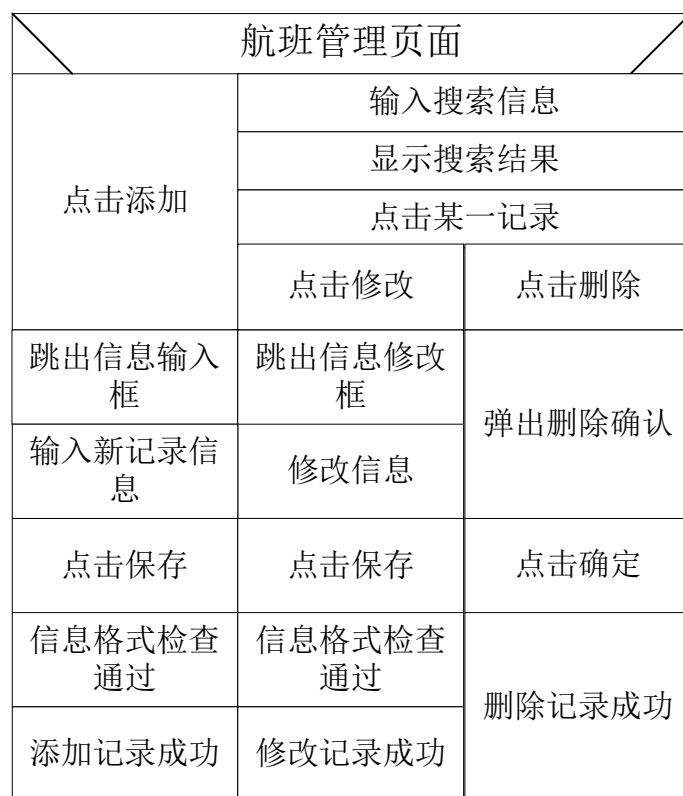 航班管理页面
输入搜索信息
显示搜索结果
点击添加
点击某一记录
点击修改
点击删除
跳出信息输入
框
跳出信息修改
框
弹出删除确认
输入新记录信
息
修改信息
点击保存
点击保存
点击确定
信息格式检查
通过
信息格式检查
通过
删除记录成功
添加记录成功
修改记录成功